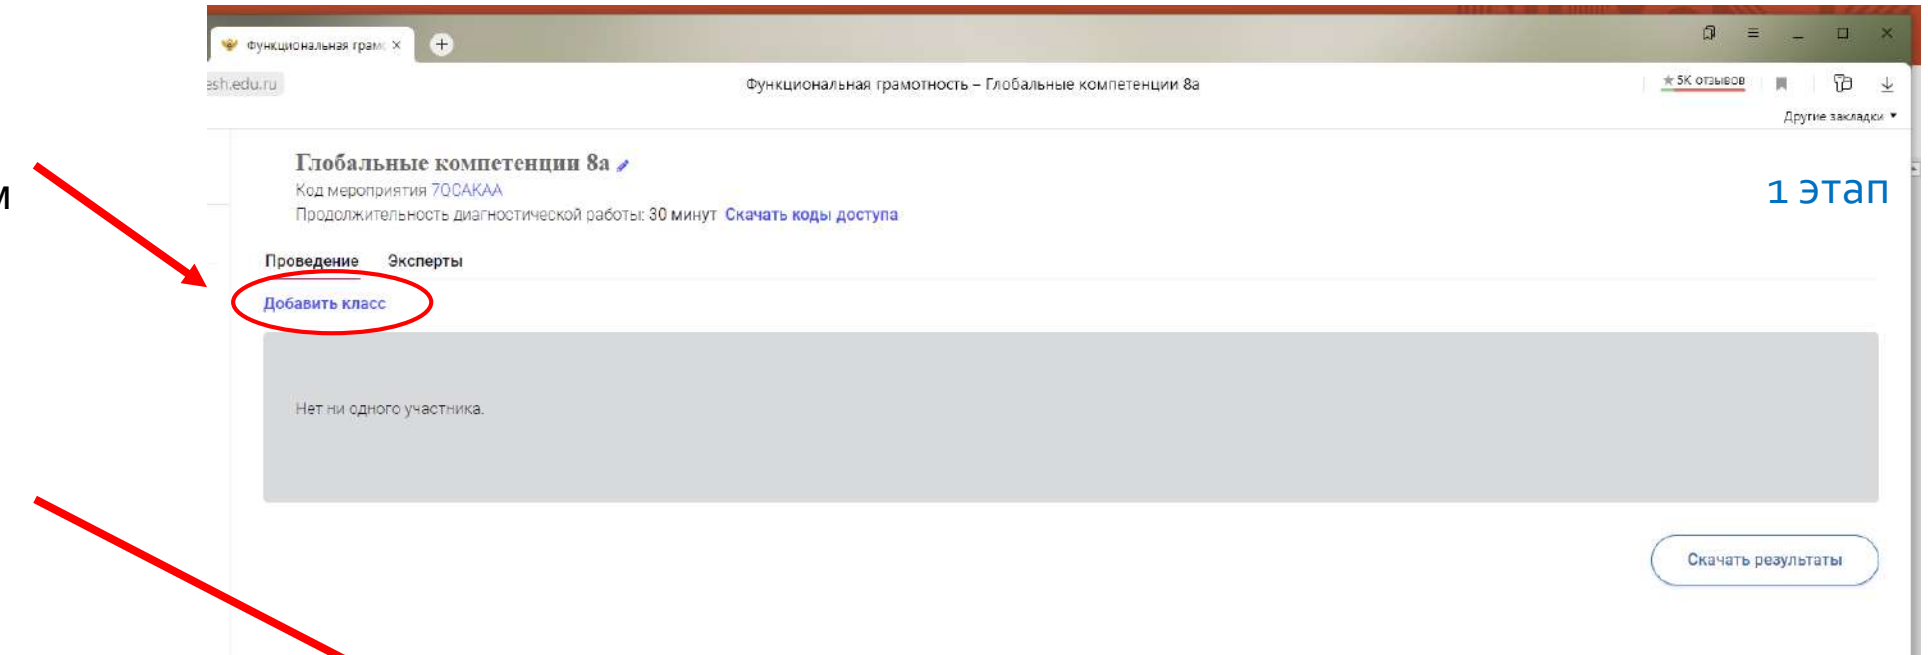 Функциональная грам
esh.edu.ru
Функциональная грамотность – Глобальные компетенции 8а
5K отзывов
Другие закладки
Глобальные компетенции 8а
Код мероприятия 7QCAKAA
Продолжительность диагностической работы: 30 минут Скачать коды доступа
1 этап
Проведение Эксперты
Добавить класс
Нет ни одного участника.
Скачать результаты